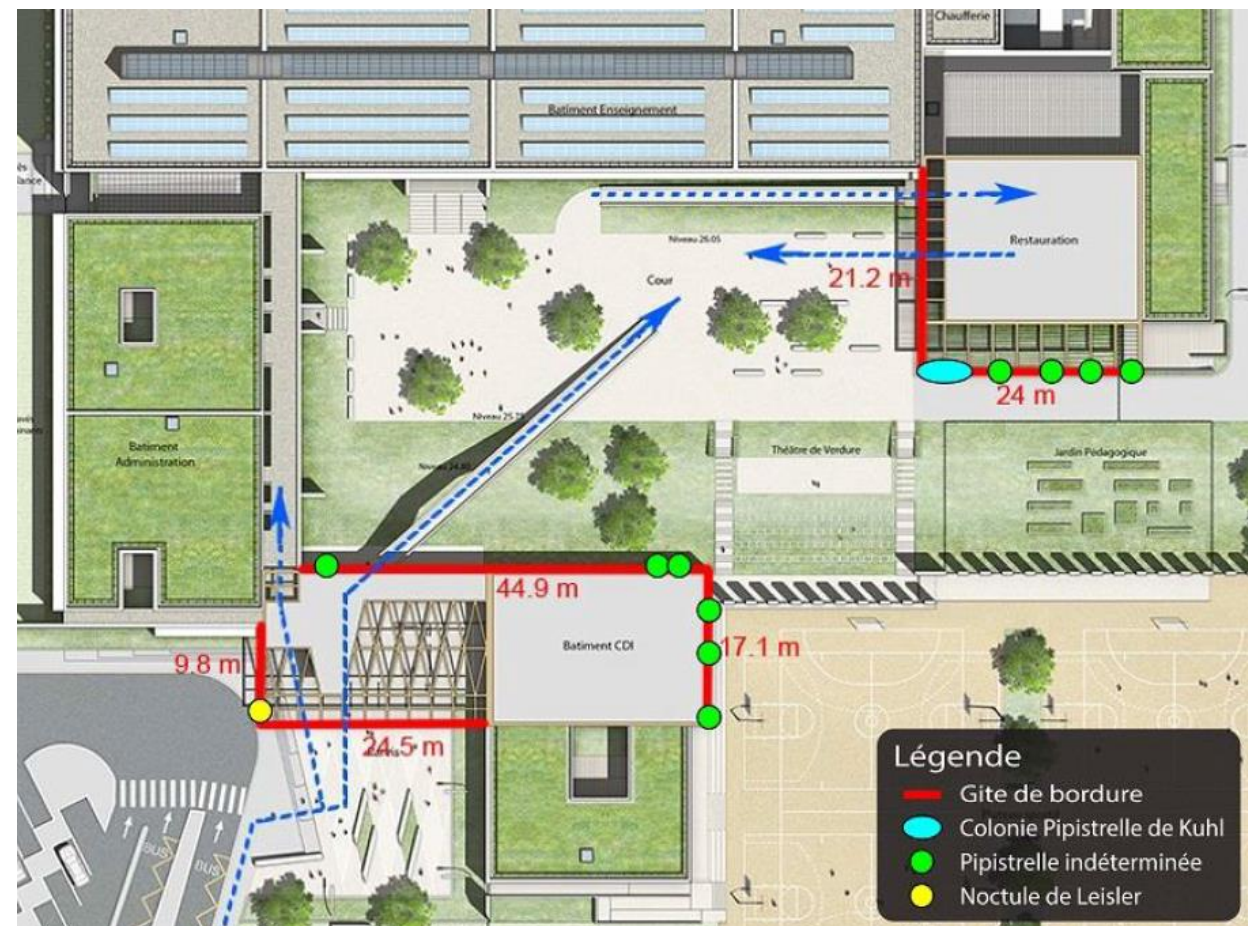 Chaufferie
Batiment Enseignement
Niveau 26.05
Restauration
Cour
21.2 m
24 m
Niveau 25.
Batiment
Administration
Théâtre de Verdure
Jardin Pédagogique
44.9 m
Batiment CDI
17.1 m
9.8 m
24.5 m
BUS
BUS
Légende
Gite de bordure
Colonie Pipistrelle de Kuhl
Pipistrelle indéterminée
Noctule de Leisler